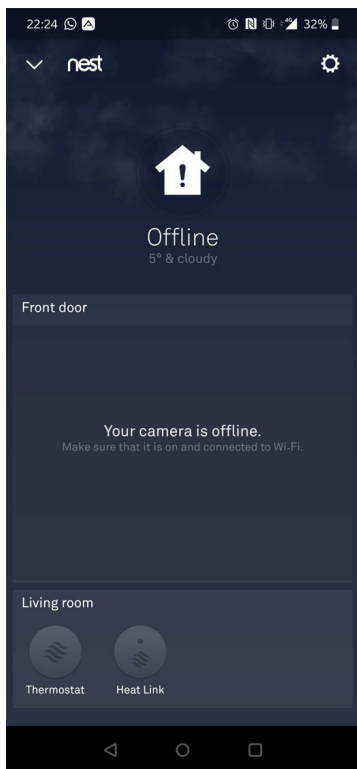 22:24 4G 32%
nest
Offline
5° & cloudy
Front door
Your camera is offline.
Make sure that it is on and connected to Wi-Fi.
Living room
Thermostat Heat Link